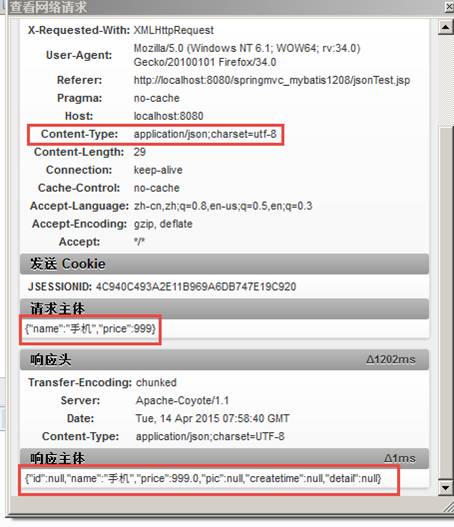 查看网络请求
X-Requested-With: XMLHttpRequest
User-Agent: Mozilla/5.0 (Windows NT 6.1; WOW64; rv:34.0)
Gecko/20100101 Firefox/34.0
Referer: http://localhost:8080/springmvc_mybatis1208/jsonTest.jsp
Pragma: no-cache
Host: localhost:8080
Content-Type: application/json;charset=utf-8
Content-Length: 29
Connection: keep-alive
Cache-Control: no-cache
Accept-Language: zh-cn,zh;q=0.8,en-us;q=0.5,en;q=0.3
Accept-Encoding: gzip, deflate
Accept: */*
发送 Cookie
JSESSIONID: 4C940C493A2E11B969A6DB747E19C920
请求主体
{"name":"手机","price":999}
响应头 Δ1202ms
Transfer-Encoding: chunked
Server: Apache-Coyote/1.1
Date: Tue, 14 Apr 2015 07:58:40 GMT
Content-Type: application/json;charset=UTF-8
响应主体 Δ1ms
{"id":null,"name":"手机","price":999.0,"pic":null,"createtime":null,"detail":null}